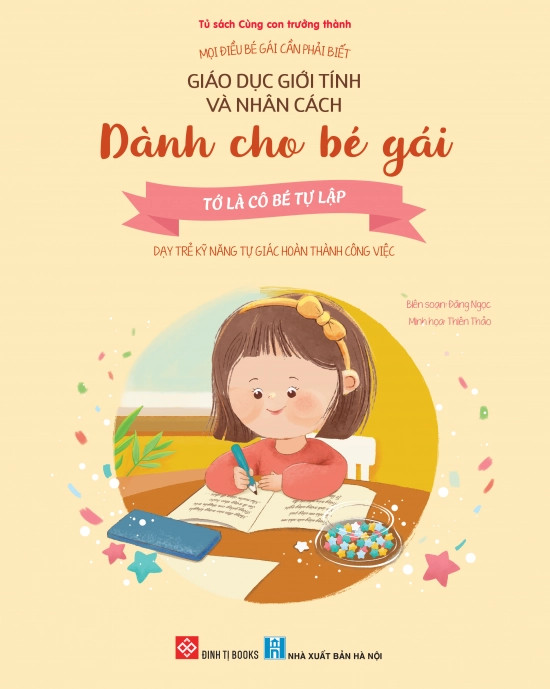 Tủ sách Cùng con trưởng thành
MỌI ĐIỀU BÉ GÁI CẦN PHẢI BIẾT
GIÁO DỤC GIỚI TÍNH
VÀ NHÂN CÁCH
Dành cho bé gái
TỚ LÀ CÔ BÉ TỰ LẬP
DẠY TRẺ KỸ NĂNG TỰ GIÁC HOÀN THÀNH CÔNG VIỆC
Biên soạn: Đăng Ngọc
Minh họa: Thiên Thảo
ĐINH TỊ BOOKS
NHÀ XUẤT BẢN HÀ NỘI